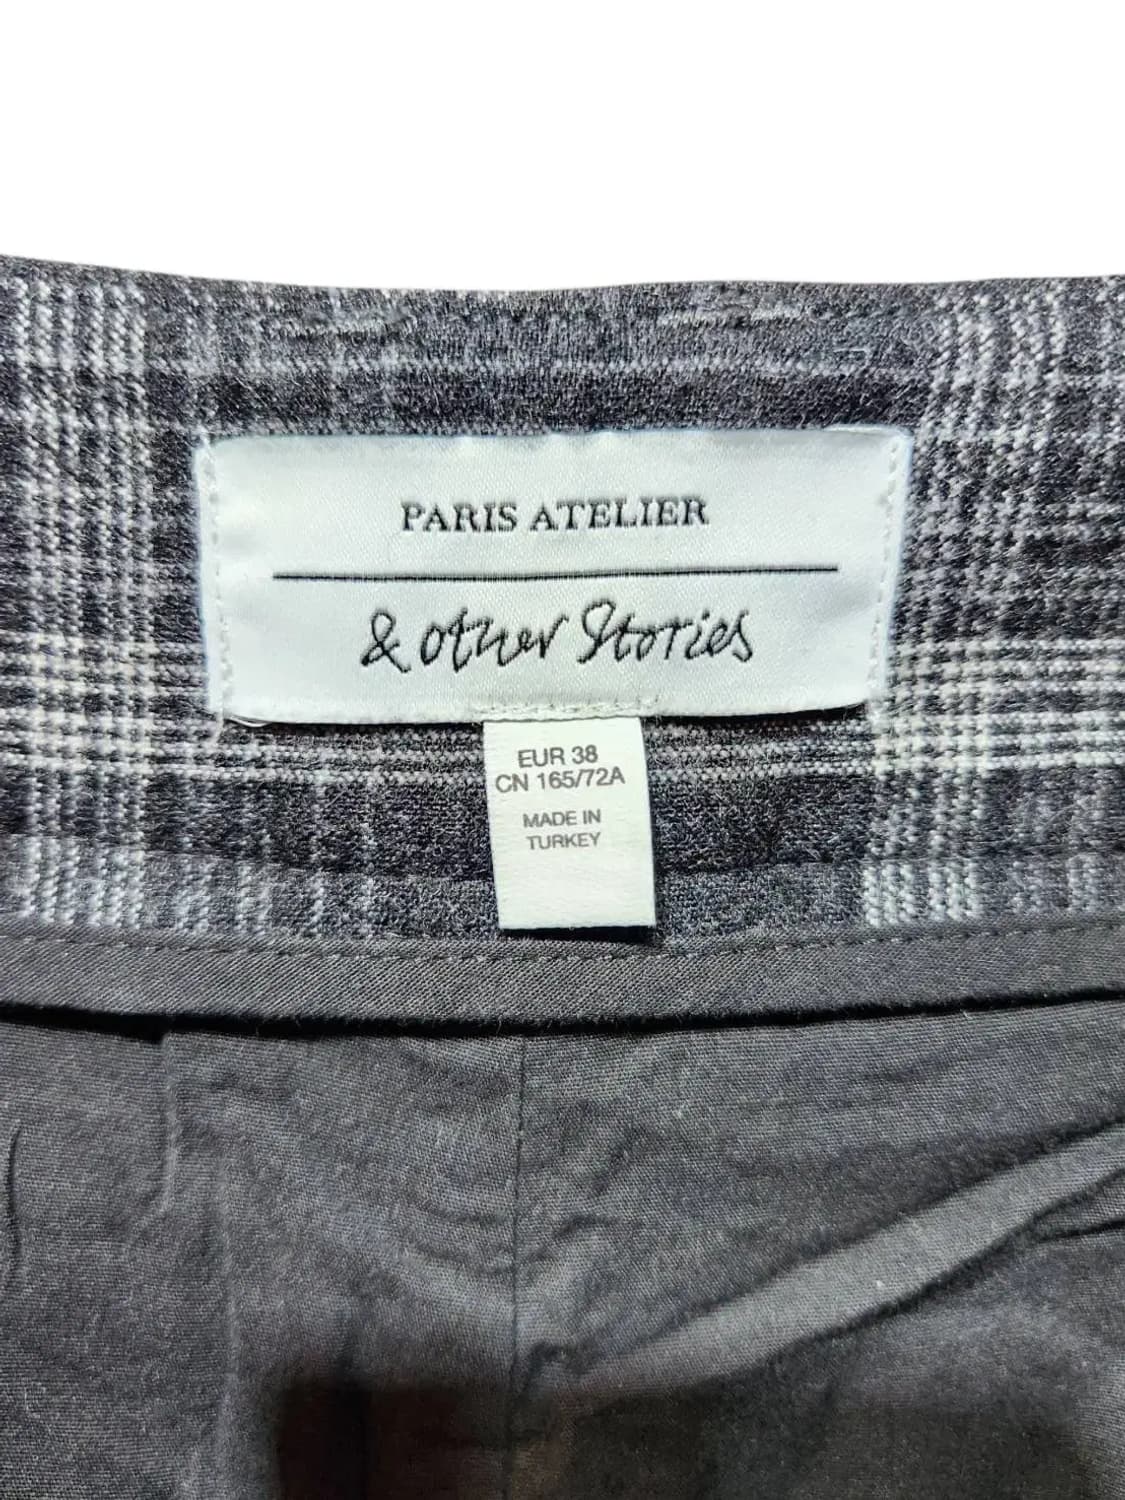 PARIS ATELIER
& other Stories
EUR 38
CN 165/72A
MADE IN
TURKEY